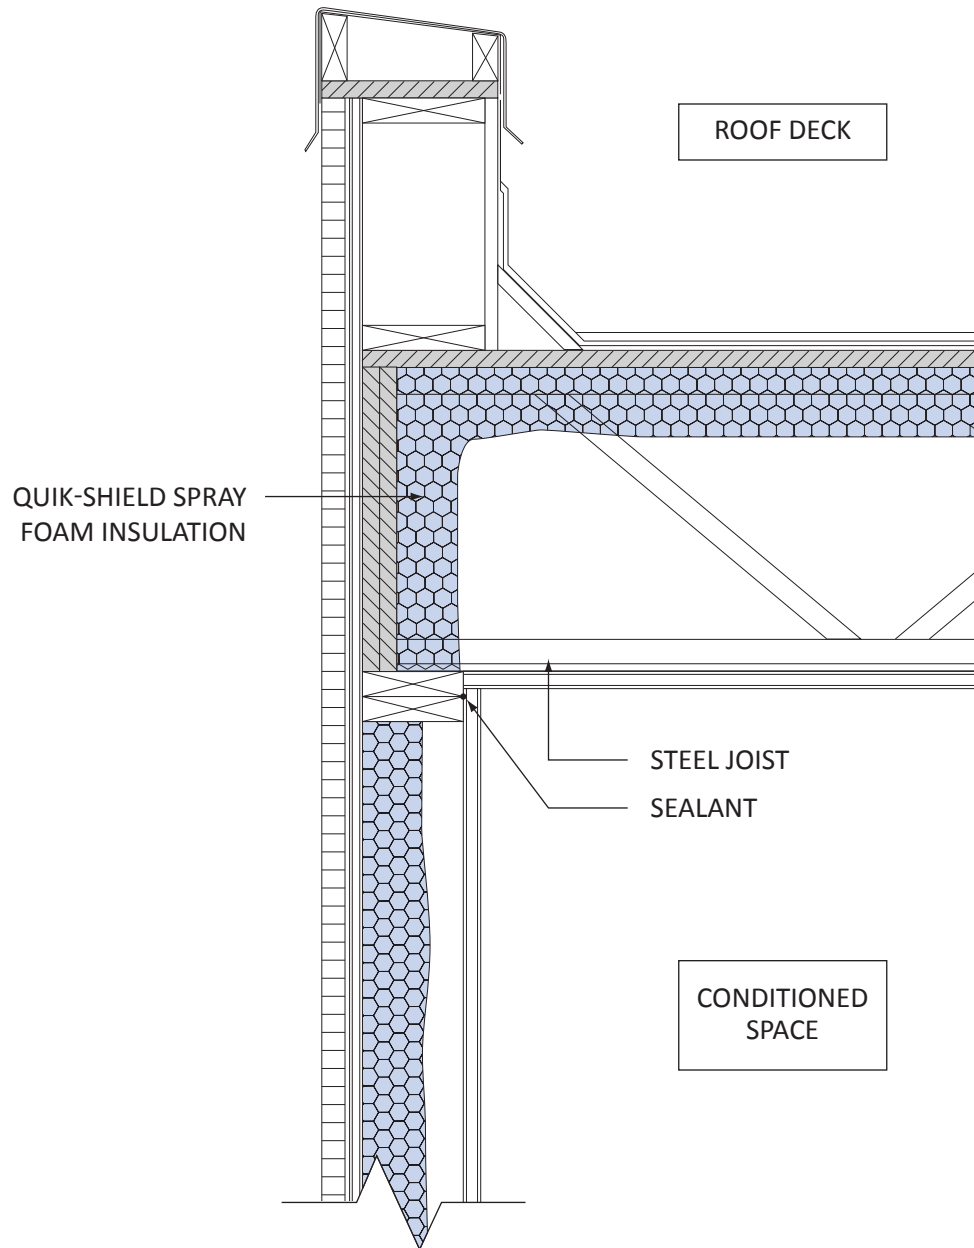 ROOF DECK
QUIK-SHIELD SPRAY
FOAM INSULATION
STEEL JOIST
SEALANT
CONDITIONED
SPACE